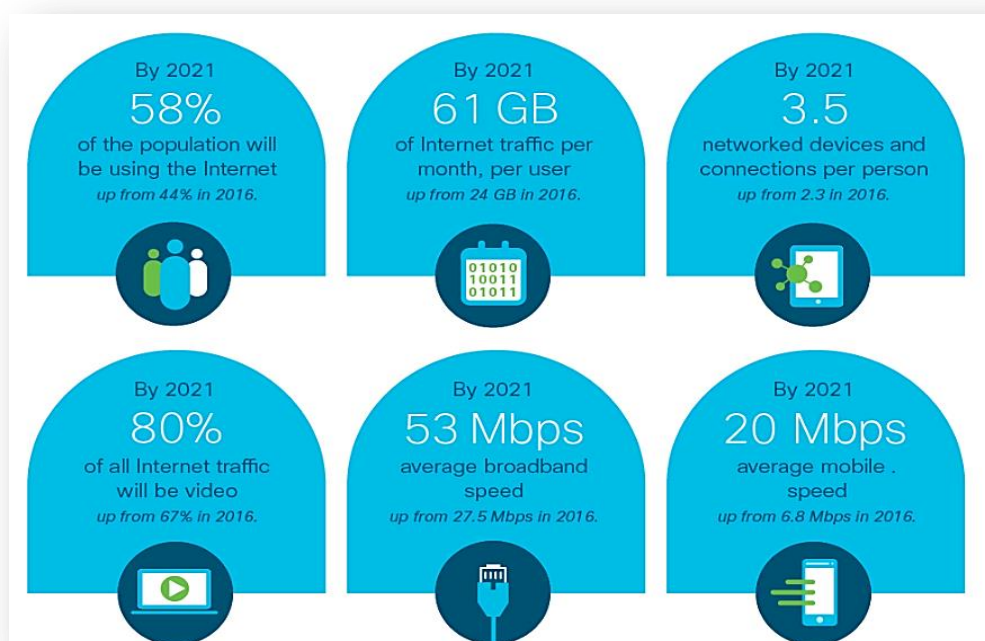 By 2021
58%
of the population will
be using the Internet
up from 44% in 2016.
By 2021
61 GB
of Internet traffic per
month, per user
up from 24 GB in 2016.
01010
10011
01011
By 2021
3.5
networked devices and
connections per person
up from 2.3 in 2016.
By 2021
80%
of all Internet traffic
will be video
up from 67% in 2016.
By 2021
53 Mbps
average broadband
speed
up from 27.5 Mbps in 2016.
By 2021
20 Mbps
average mobile .
speed
up from 6.8 Mbps in 2016.